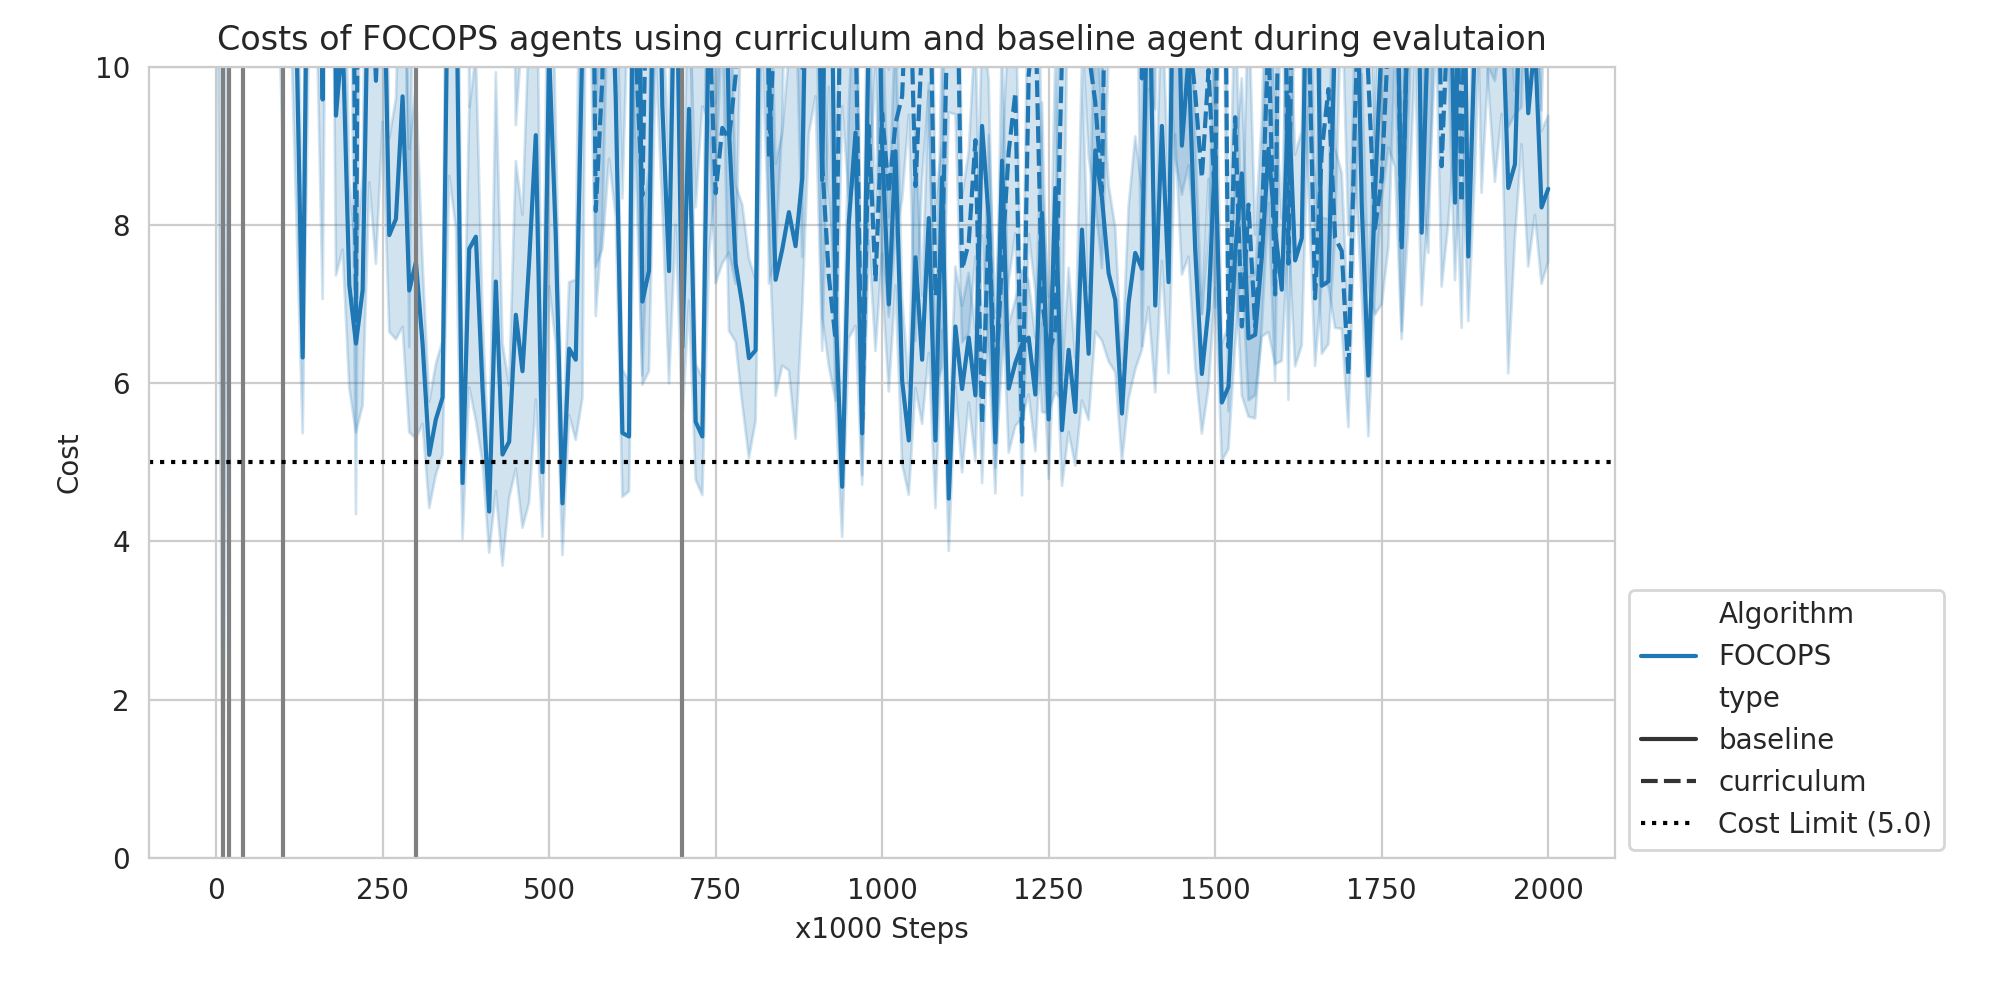 Costs of FOCOPS agents using curriculum and baseline agent during evalutaion
10
8
6
4
2
0
Cost
0 250 500 750 1000 1250 1500 1750 2000
x1000 Steps
Algorithm
FOCOPS
type
baseline
curriculum
Cost Limit (5.0)